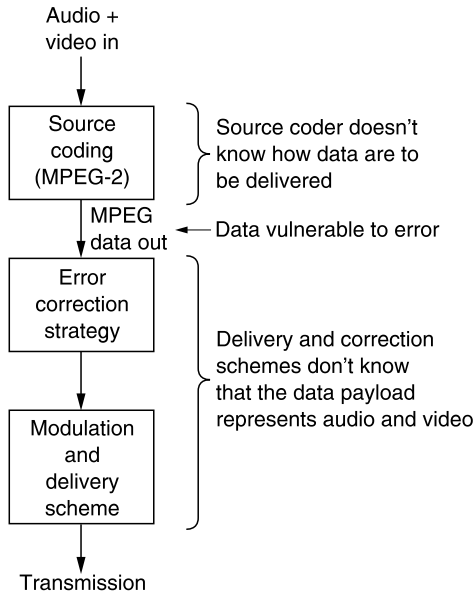 Audio +
video in
Source
coding
(MPEG-2)
Source coder doesn't
know how data are to
be delivered
MPEG
data out
Data vulnerable to error
Error
correction
strategy
Delivery and correction
schemes don't know
that the data payload
represents audio and video
Modulation
and
delivery
scheme
Transmission